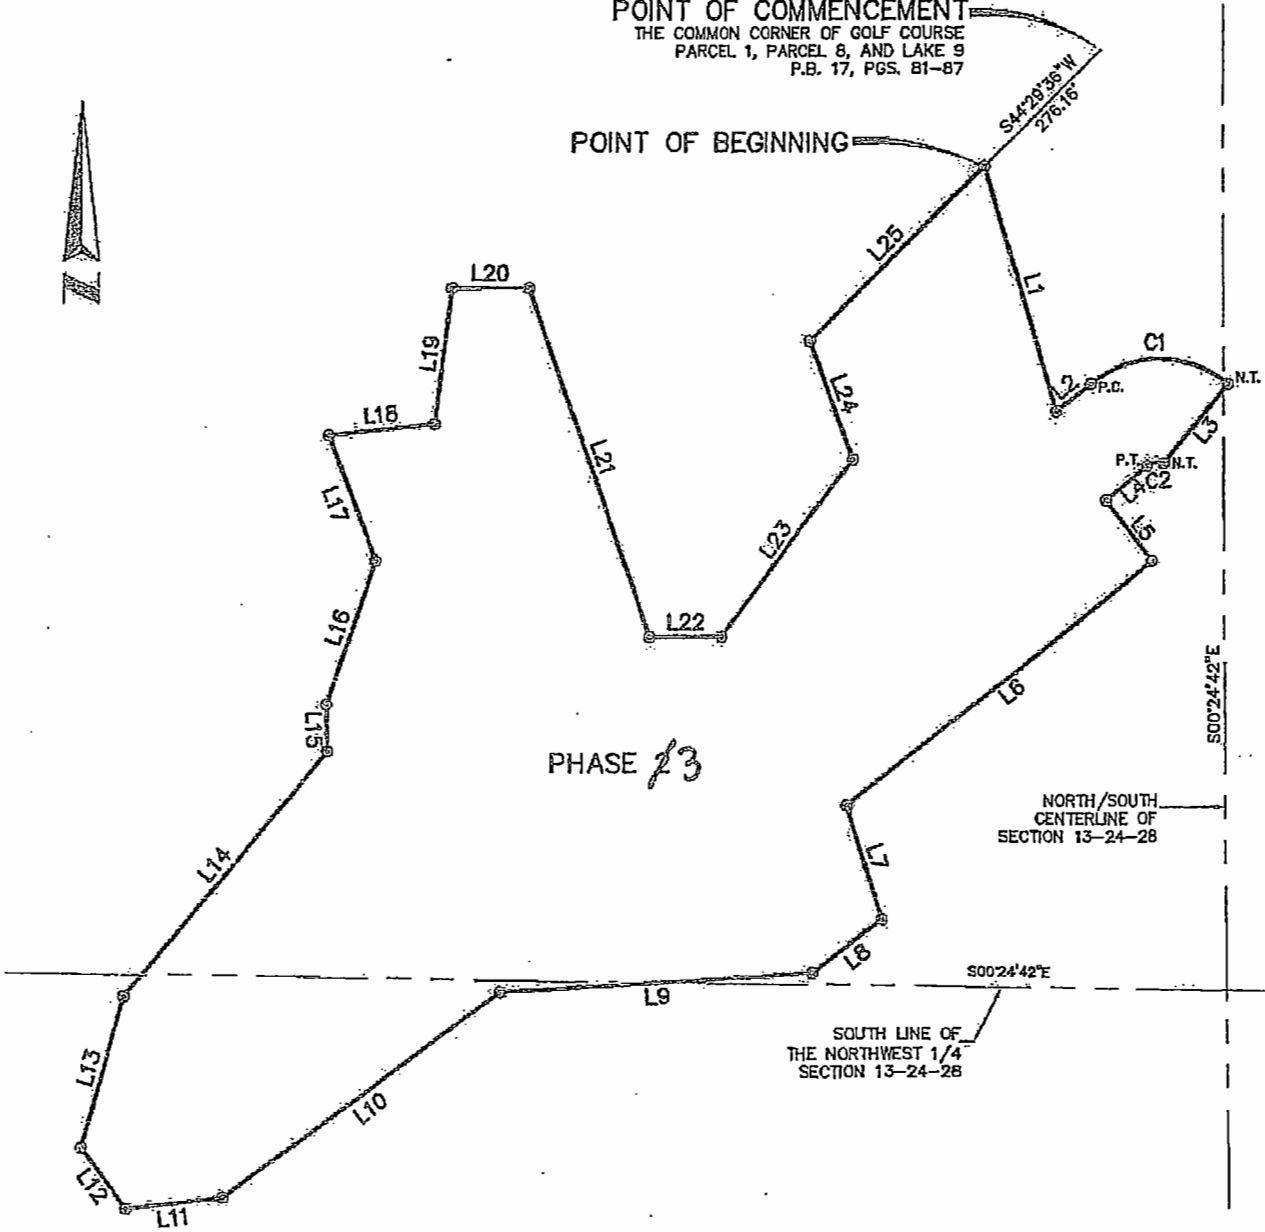 POINT OF COMMENCEMENT
THE COMMON CORNER OF GOLF COURSE
PARCEL 1, PARCEL 8, AND LAKE 9
P.B. 17, PGS. 81-87
S44°29'36"W
276.16'
POINT OF BEGINNING
N
L25
L1
L20
L19
C1
L2
P.C.
N.T.
L24
L18
L3
L21
P.T.
N.T.
L4
C2
L17
L5
L23
L16
L22
L6
S00°24'42"E
L15
PHASE 3
NORTH/SOUTH
CENTERLINE OF
SECTION 13-24-28
L7
L14
L8
S00°24'42"E
L9
SOUTH LINE OF
THE NORTHWEST 1/4
SECTION 13-24-28
L13
L10
L12
L11